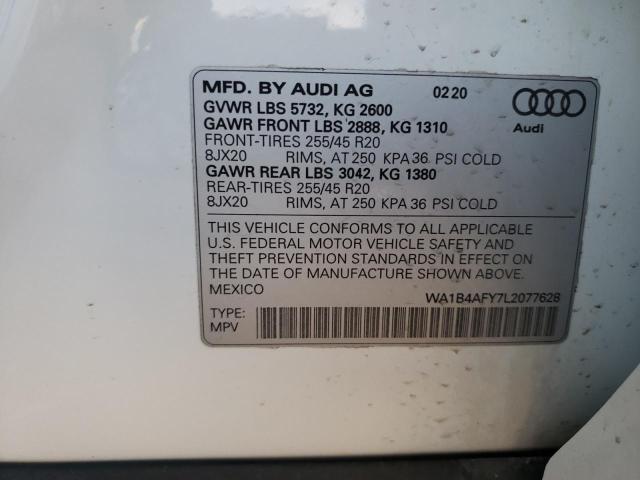 MFD. BY AUDI AG 02 20
GVWR LBS 5732, KG 2600
GAWR FRONT LBS 2888, KG 1310
FRONT-TIRES 255/45 R20
8JX20 RIMS, AT 250 KPA 36 PSI COLD
GAWR REAR LBS 3042, KG 1380
REAR-TIRES 255/45 R20
8JX20 RIMS, AT 250 KPA 36 PSI COLD
Audi
THIS VEHICLE CONFORMS TO ALL APPLICABLE
U.S. FEDERAL MOTOR VEHICLE SAFETY AND
THEFT PREVENTION STANDARDS IN EFFECT ON
THE DATE OF MANUFACTURE SHOWN ABOVE.
MEXICO WA1B4AFY7L2077628
TYPE:
MPV